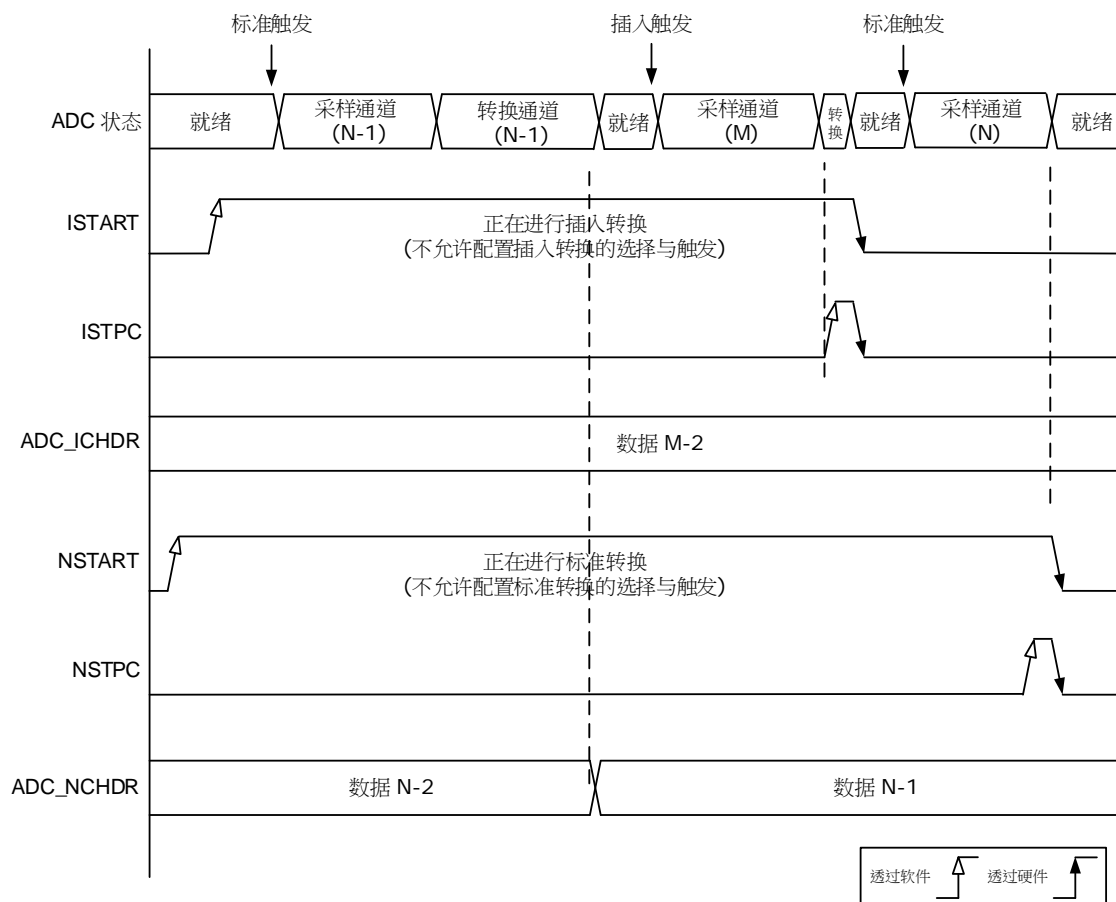 标准触发
插入触发
标准触发
ADC 状态
就绪
采样通道
(N-1)
转换通道
(N-1)
就绪
采样通道
(M)
转
换
就绪
采样通道
(N)
就绪
ISTART
正在进行插入转换
(不允许配置插入转换的选择与触发)
ISTPC
ADC_ICHDR
数据 M-2
NSTART
正在进行标准转换
(不允许配置标准转换的选择与触发)
NSTPC
ADC_NCHDR
数据 N-2
数据 N-1
透过软件
透过硬件